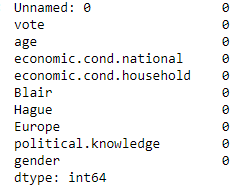 Unnamed: 0 0
vote 0
age 0
economic.cond.national 0
economic.cond.household 0
Blair 0
Hague 0
Europe 0
political.knowledge 0
gender 0
dtype: int64